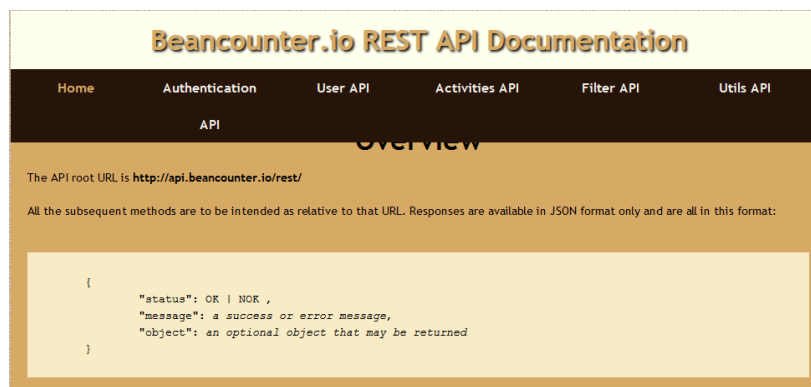 Beancounter.io REST API Documentation
Home Authentication API User API Activities API Filter API Utils API
Overview
The API root URL is http://api.beancounter.io/rest/
All the subsequent methods are to be intended as relative to that URL. Responses are available in JSON format only and are all in this format:
{
"status": OK | NOK ,
"message": a success or error message,
"object": an optional object that may be returned
}